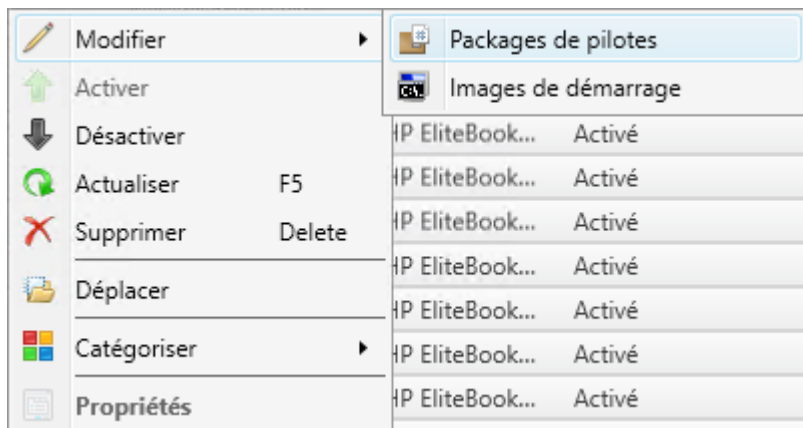 Modifier
Packages de pilotes
Activer
Images de démarrage
Désactiver
HP EliteBook... Activé
Actualiser F5
HP EliteBook... Activé
Supprimer Delete
HP EliteBook... Activé
Déplacer
HP EliteBook... Activé
HP EliteBook... Activé
Catégoriser
HP EliteBook... Activé
Propriétés
HP EliteBook... Activé